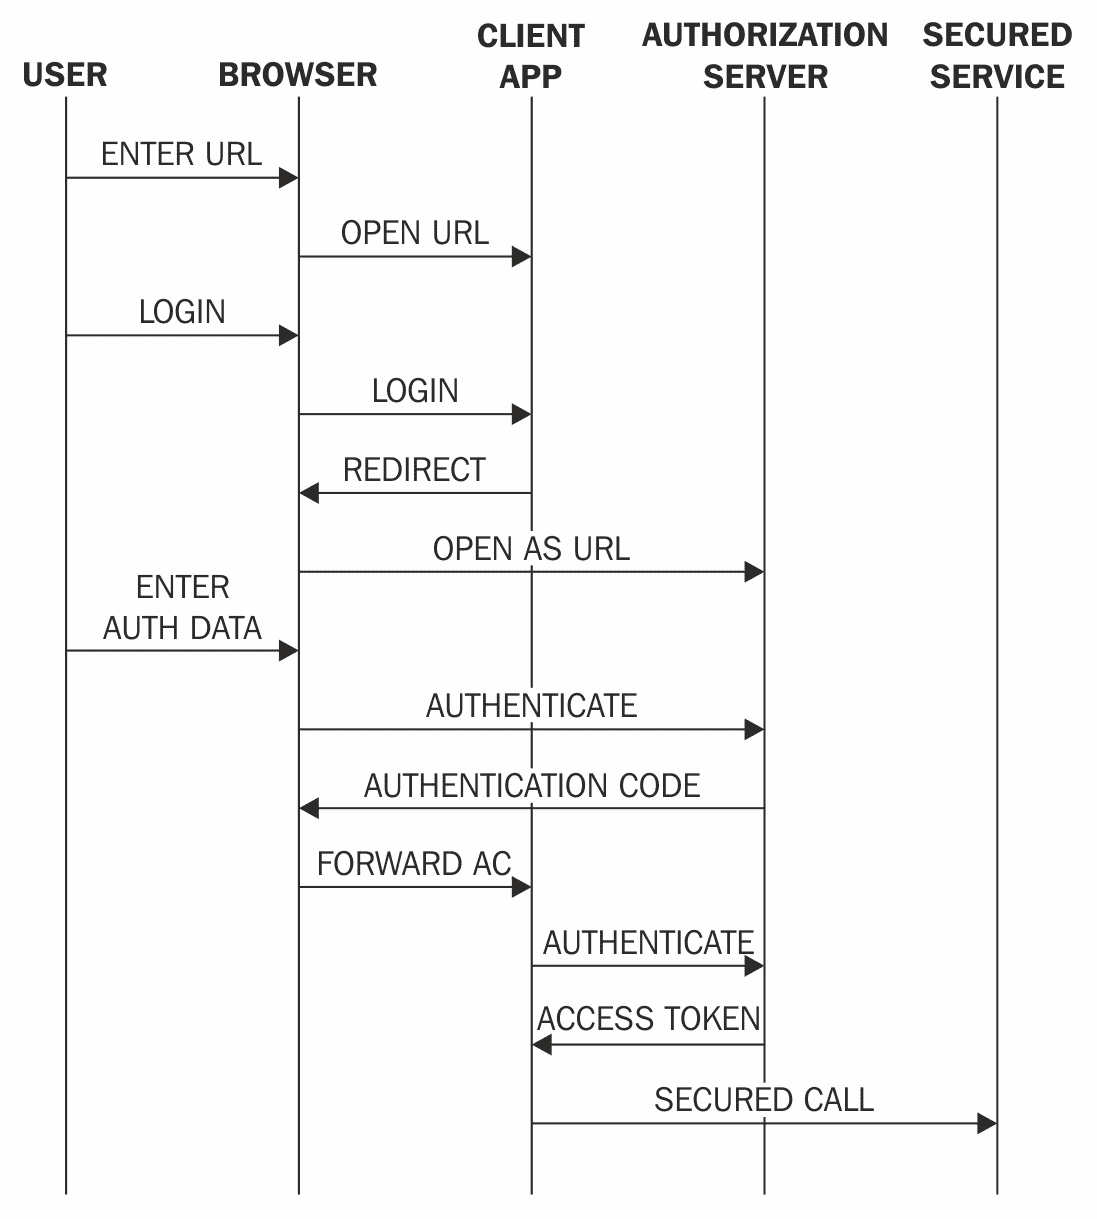 USER
BROWSER
CLIENT
APP
AUTHORIZATION
SERVER
SECURED
SERVICE
ENTER URL
OPEN URL
LOGIN
LOGIN
REDIRECT
OPEN AS URL
ENTER
AUTH DATA
AUTHENTICATE
AUTHENTICATION CODE
FORWARD AC
AUTHENTICATE
ACCESS TOKEN
SECURED CALL